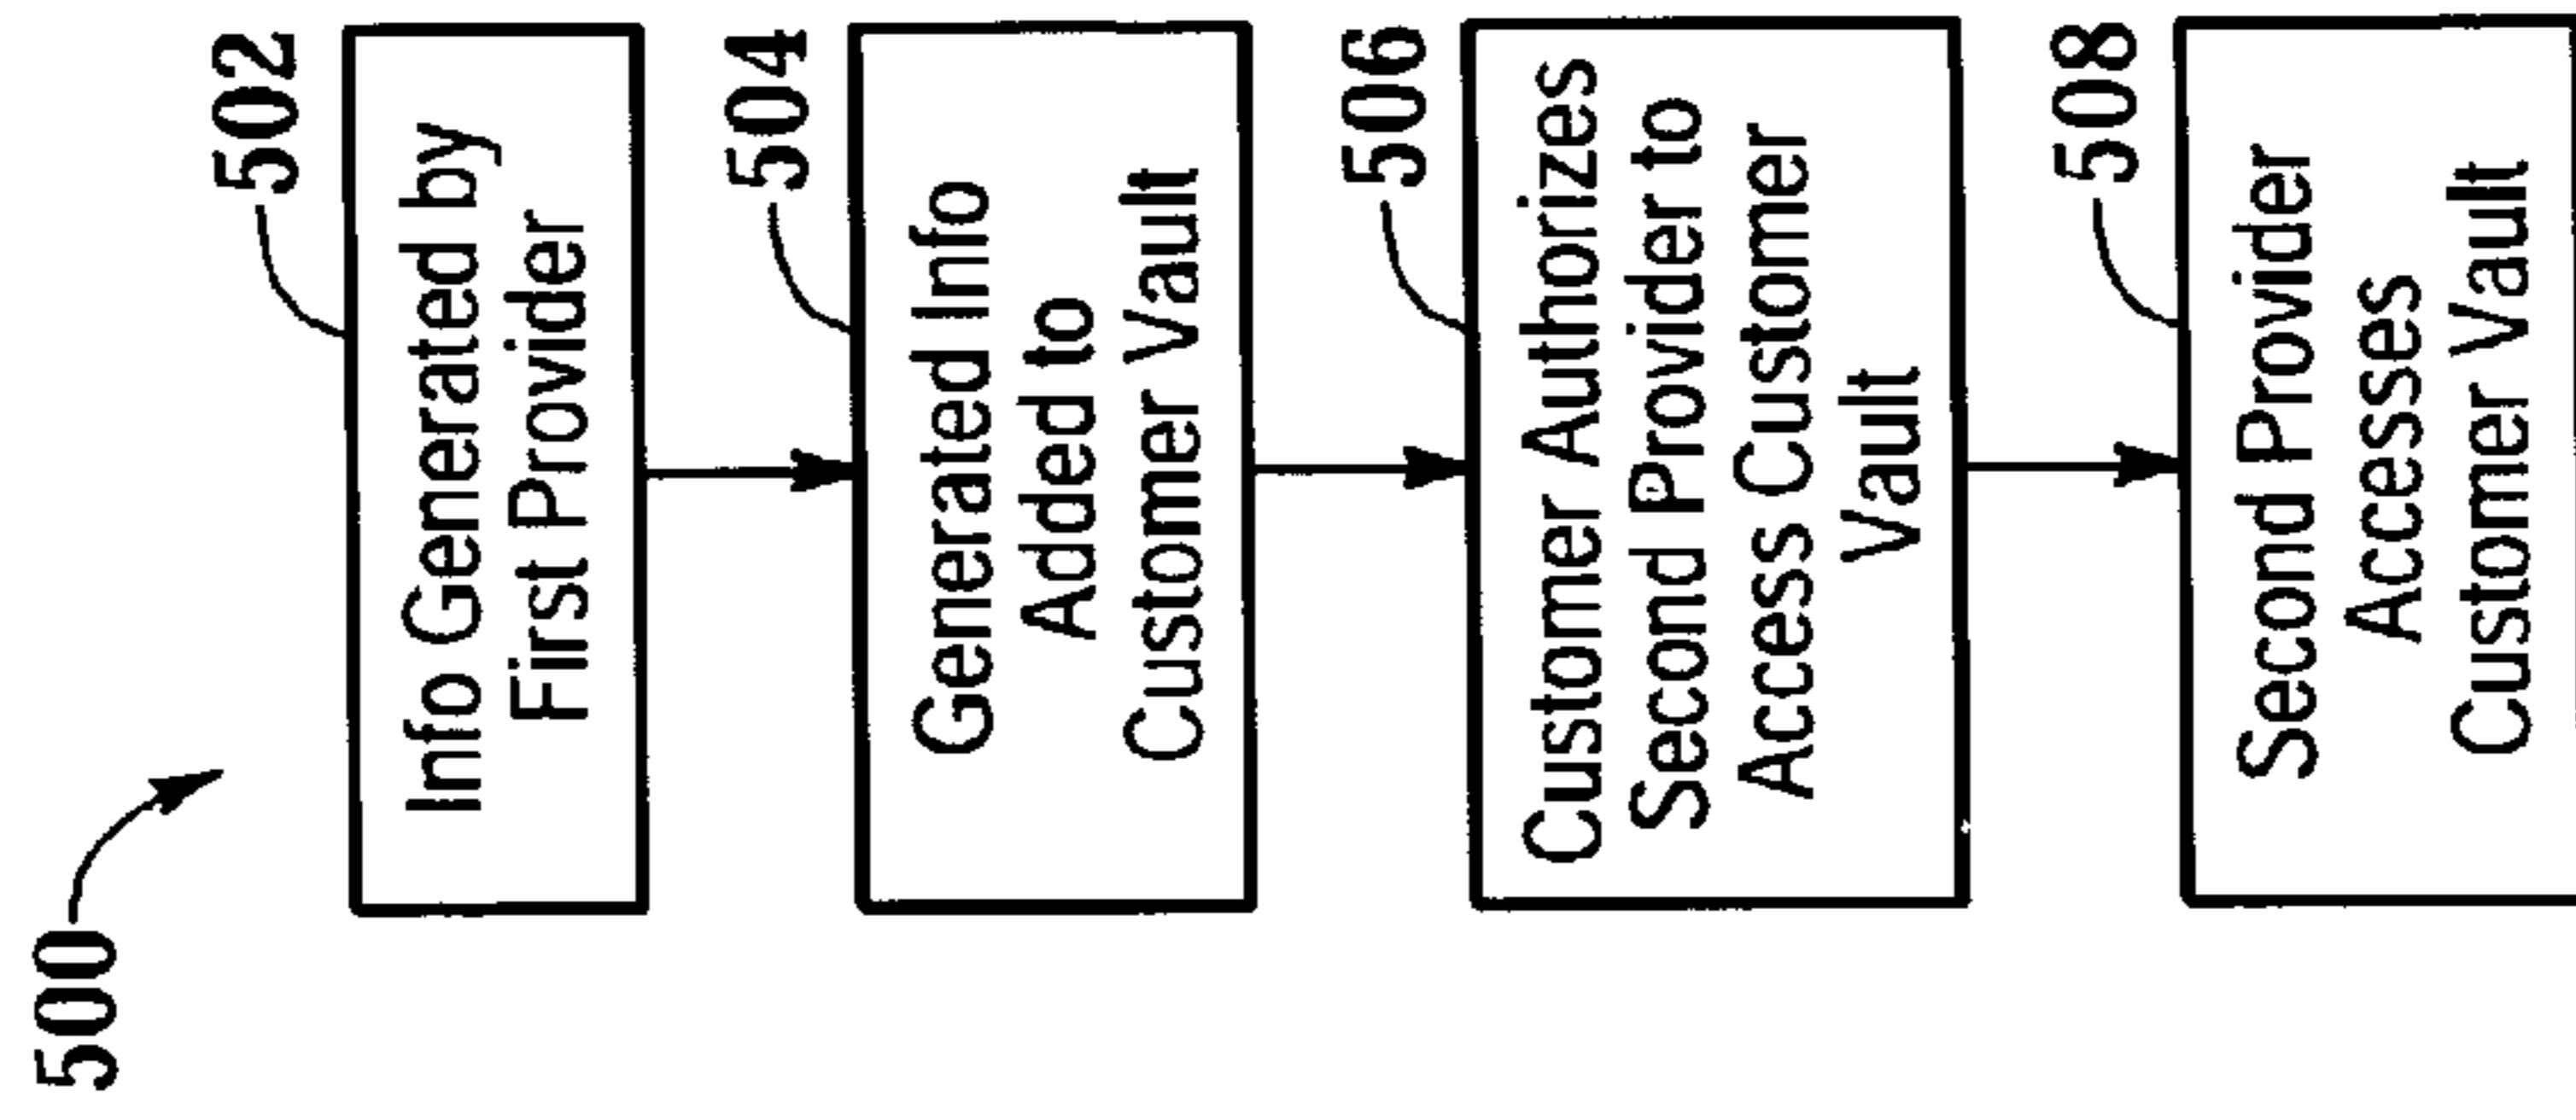 500
502
Info Generated by
First Provider
504
Generated Info
Added to
Customer Vault
506
Customer Authorizes
Second Provider to
Access Customer
Vault
508
Second Provider
Accesses
Customer Vault